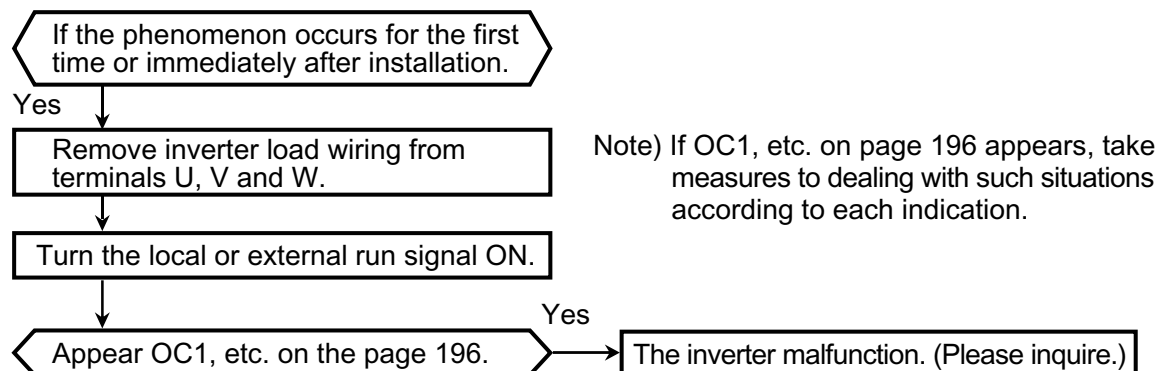 If the phenomenon occurs for the first
time or immediately after installation.
Yes
Remove inverter load wiring from
terminals U, V and W.
Note) If OC1, etc. on page 196 appears, take
measures to dealing with such situations
according to each indication.
Turn the local or external run signal ON.
Yes
Appear OC1, etc. on the page 196.
The inverter malfunction. (Please inquire.)